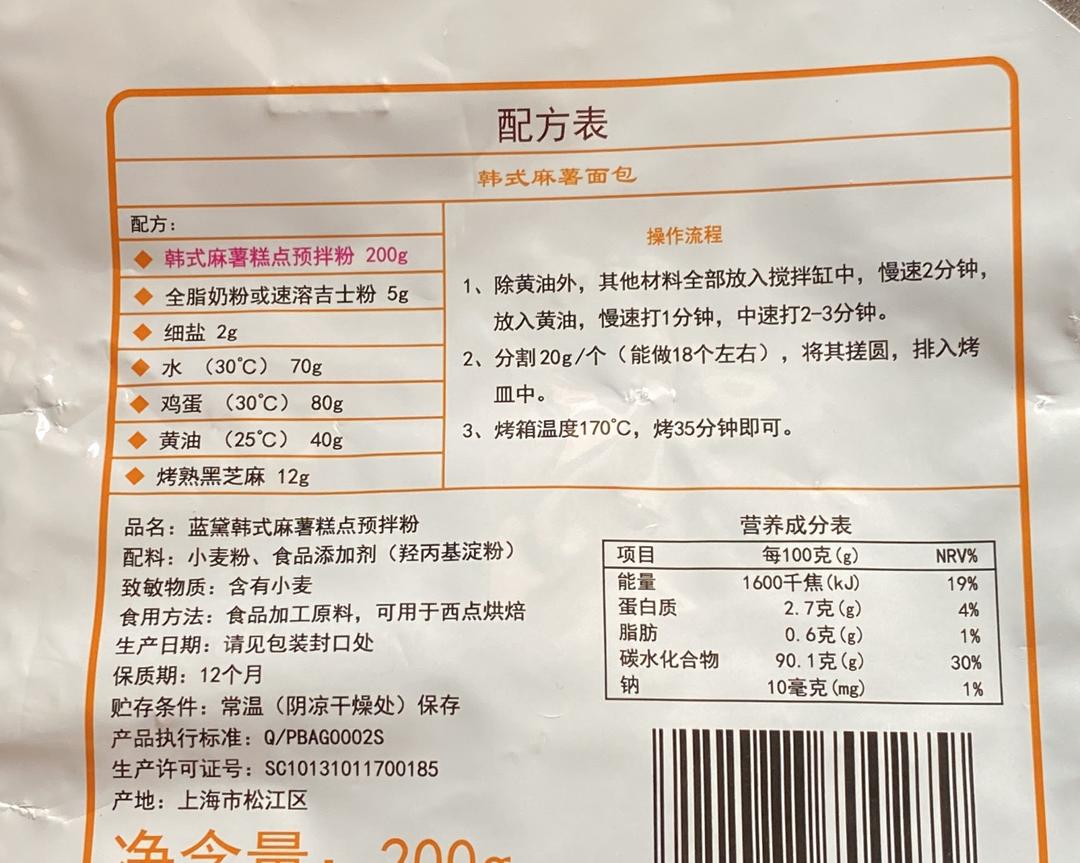 配方表
韩式麻薯面包
配方：
◆ 韩式麻薯糕点预拌粉 200g
◆ 全脂奶粉或速溶吉士粉 5g
◆ 细盐 2g
◆ 水 （30℃） 70g
◆ 鸡蛋 （30℃） 80g
◆ 黄油 （25℃） 40g
◆ 烤熟黑芝麻 12g
操作流程
1、除黄油外，其他材料全部放入搅拌缸中，慢速2分钟，
放入黄油，慢速打1分钟，中速打2-3分钟。
2、分割20g/个（能做18个左右），将其搓圆，排入烤
皿中。
3、烤箱温度170℃，烤35分钟即可。
品名：蓝黛韩式麻薯糕点预拌粉
配料：小麦粉、食品添加剂（羟丙基淀粉）
致敏物质：含有小麦
食用方法：食品加工原料，可用于西点烘焙
生产日期：请见包装封口处
保质期：12个月
贮存条件：常温（阴凉干燥处）保存
产品执行标准：Q/PBAG0002S
生产许可证号：SC10131011700185
产地：上海市松江区
净含量：200g
营养成分表
项目 每100克(g) NRV%
能量 1600千焦(kJ) 19%
蛋白质 2.7克(g) 4%
脂肪 0.6克(g) 1%
碳水化合物 90.1克(g) 30%
钠 10毫克(mg) 1%